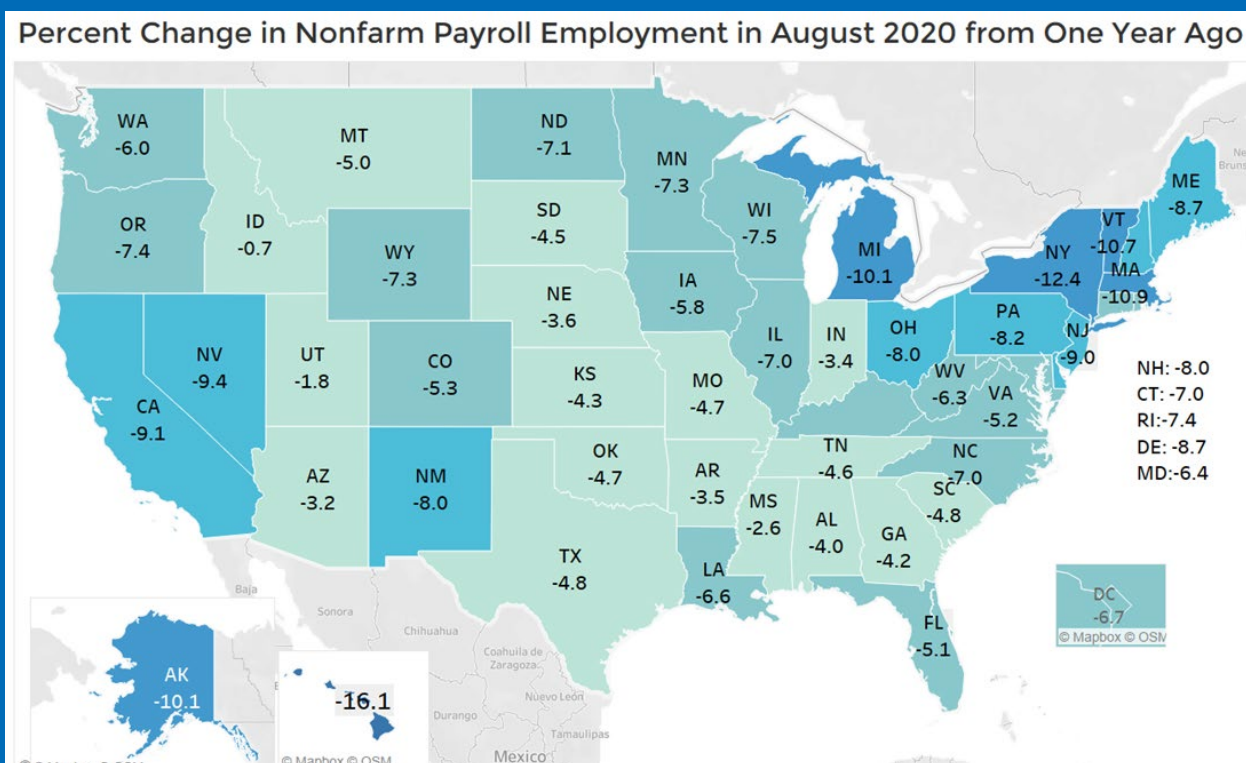 Percent Change in Nonfarm Payroll Employment in August 2020 from One Year Ago
WA
-6.0
MT
-5.0
ND
-7.1
MN
-7.3
ME
-8.7
OR
-7.4
ID
-0.7
SD
-4.5
WI
-7.5
VT
-10.7
WY
-7.3
MI
-10.1
NY
-12.4
MA
-10.9
NE
-3.6
IA
-5.8
PA
-8.2
NJ
-9.0
NV
-9.4
UT
-1.8
CO
-5.3
IL
-7.0
IN
-3.4
OH
-8.0
WV
-6.3
VA
-5.2
NH: -8.0
CT: -7.0
RI:-7.4
DE: -8.7
MD:-6.4
CA
-9.1
KS
-4.3
MO
-4.7
AZ
-3.2
NM
-8.0
OK
-4.7
AR
-3.5
TN
-4.6
NC
-7.0
SC
-4.8
MS
-2.6
AL
-4.0
GA
-4.2
TX
-4.8
LA
-6.6
FL
-5.1
DC
-6.7
© Mapbox © OSM
Baja
Sonora
Chihuahua
Coahuila de
Zaragoza
Nuevo León
Durango
Tamaulipas
Mexico
AK
-10.1
-16.1
© Mapbox © OSM